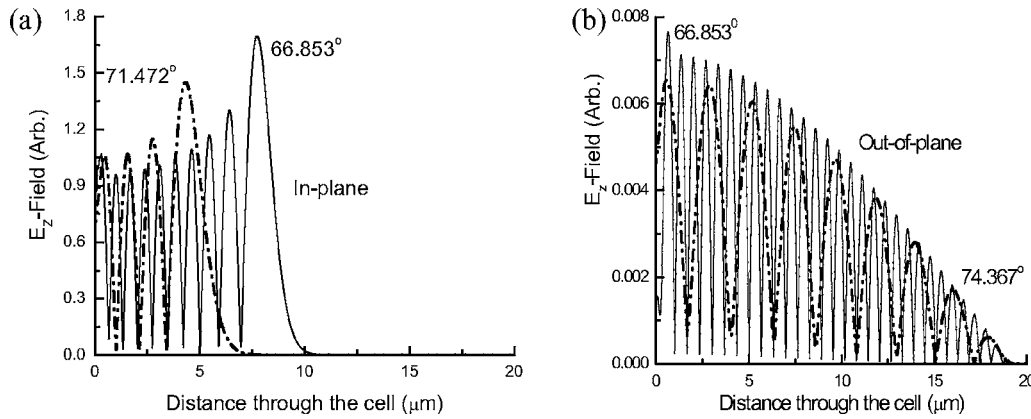 (a)
1.8
1.5
1.2
0.9
0.6
0.3
0.0
E_z-Field (Arb.)
71.472°
66.853°
In-plane
0 5 10 15 20
Distance through the cell (μm)
(b)
0.008
0.006
0.004
0.002
0.000
E_z-Field (Arb.)
66.853⁰
Out-of-plane
74.367°
0 5 10 15 20
Distance through the cell (μm)